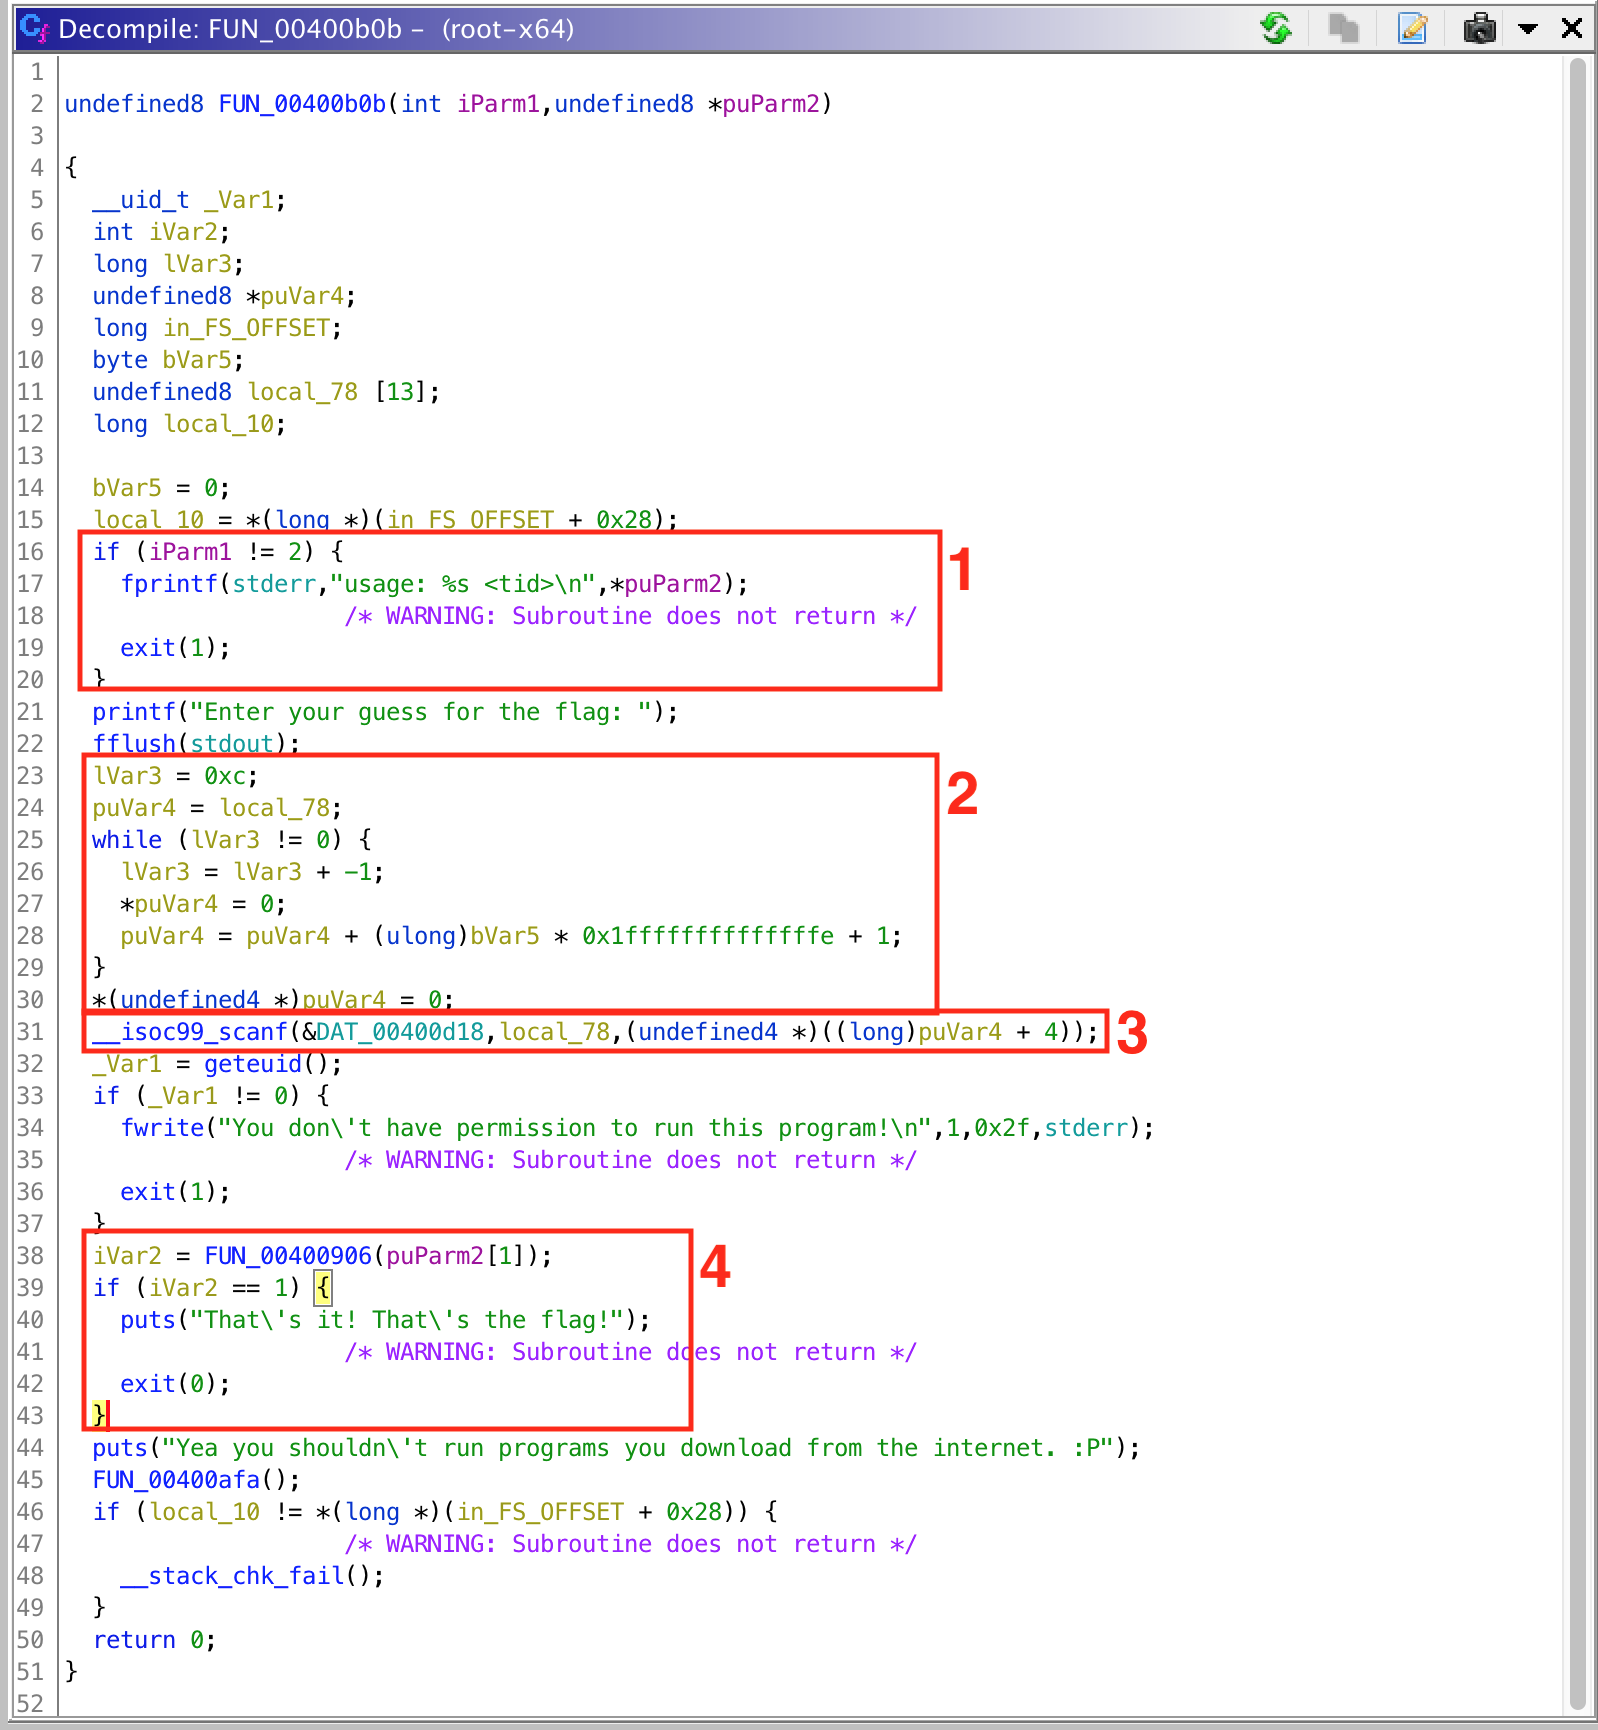 Decompile: FUN_00400b0b – (root-x64)
1
2 undefined8 FUN_00400b0b(int iParm1,undefined8 *puParm2)
3
4 {
5 __uid_t _Var1;
6 int iVar2;
7 long lVar3;
8 undefined8 *puVar4;
9 long in_FS_OFFSET;
10 byte bVar5;
11 undefined8 local_78 [13];
12 long local_10;
13
14 bVar5 = 0;
15 local_10 = *(long *)(in_FS_OFFSET + 0x28);
16 if (iParm1 != 2) { 1
17 fprintf(stderr,"usage: %s <tid>\n",*puParm2);
18 /* WARNING: Subroutine does not return */
19 exit(1);
20 }
21 printf("Enter your guess for the flag: ");
22 fflush(stdout);
23 lVar3 = 0xc; 2
24 puVar4 = local_78;
25 while (lVar3 != 0) {
26 lVar3 = lVar3 + -1;
27 *puVar4 = 0;
28 puVar4 = puVar4 + (ulong)bVar5 * 0x1ffffffffffffffe + 1;
29 }
30 *(undefined4 *)puVar4 = 0;
31 __isoc99_scanf(&DAT_00400d18,local_78,(undefined4 *)((long)puVar4 + 4)); 3
32 _Var1 = geteuid();
33 if (_Var1 != 0) {
34 fwrite("You don\'t have permission to run this program!\n",1,0x2f,stderr);
35 /* WARNING: Subroutine does not return */
36 exit(1);
37 }
38 iVar2 = FUN_00400906(puParm2[1]); 4
39 if (iVar2 == 1) {
40 puts("That\'s it! That\'s the flag!");
41 /* WARNING: Subroutine does not return */
42 exit(0);
43 }
44 puts("Yea you shouldn\'t run programs you download from the internet. :P");
45 FUN_00400afa();
46 if (local_10 != *(long *)(in_FS_OFFSET + 0x28)) {
47 /* WARNING: Subroutine does not return */
48 __stack_chk_fail();
49 }
50 return 0;
51 }
52